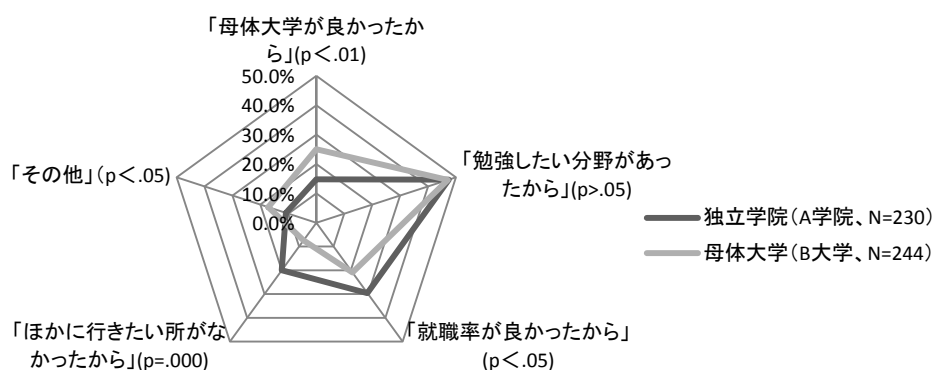 「母体大学が良かったか
ら」(p＜.01)
50.0%
40.0%
30.0%
20.0%
10.0%
0.0%
「勉強したい分野があっ
たから」(p>.05)
「就職率が良かったから」
(p＜.05)
「ほかに行きたい所がな
かったから」(p=.000)
「その他」(p＜.05)
独立学院（A学院、N=230）
母体大学（B大学、N=244）